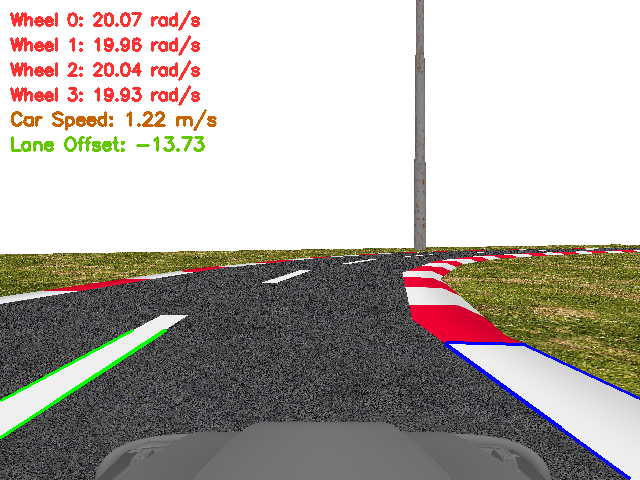 Wheel 0: 20.07 rad/s
Wheel 1: 19.96 rad/s
Wheel 2: 20.04 rad/s
Wheel 3: 19.93 rad/s
Car Speed: 1.22 m/s
Lane Offset: -13.73